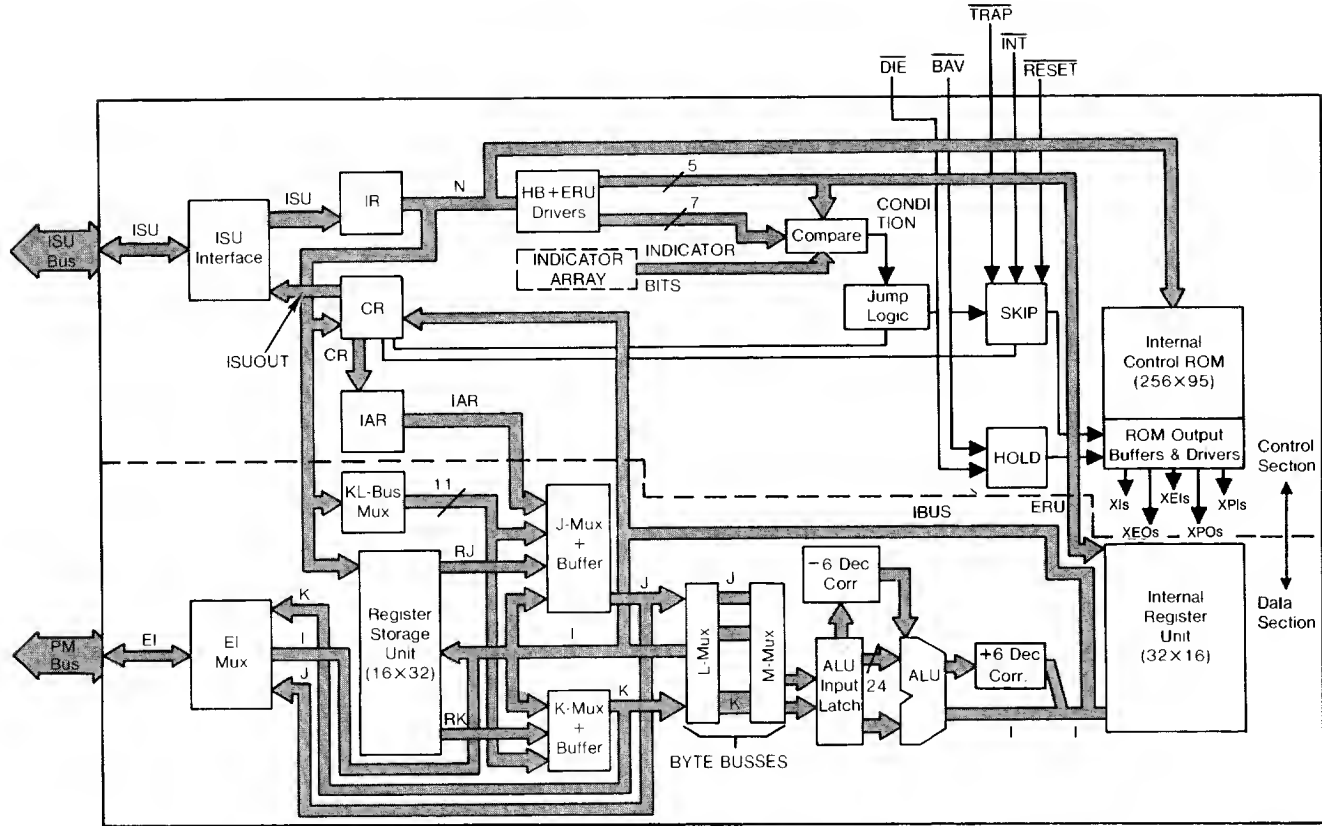 TRAP
INT
DIE
BAV
RESET
N
5
7
ISU
IR
HB+ERU
Drivers
CONDI
TION
Compare
ISU
Bus
ISU
ISU
Interface
INDICATOR
ARRAY
INDICATOR
BITS
CR
Jump
Logic
SKIP
Internal
Control ROM
(256×95)
ISUOUT
CR
IAR
IAR
HOLD
ROM Output
Buffers & Drivers
Control
Section
XIs
XEIs
XPIs
XEOs
XPOs
KL-Bus
Mux
11
J-Mux
+
Buffer
IBUS
ERU
RJ
−6 Dec
Corr.
K
J
J
Register
Storage
Unit
(16×32)
Internal
Register
Unit
(32×16)
Data
Section
PM
Bus
EI
EI
Mux
I
I
L-Mux
M-Mux
ALU
Input
Latch
24
ALU
+6 Dec
Corr.
J
K
K
RK
K-Mux
+
Buffer
BYTE BUSSES
I
I